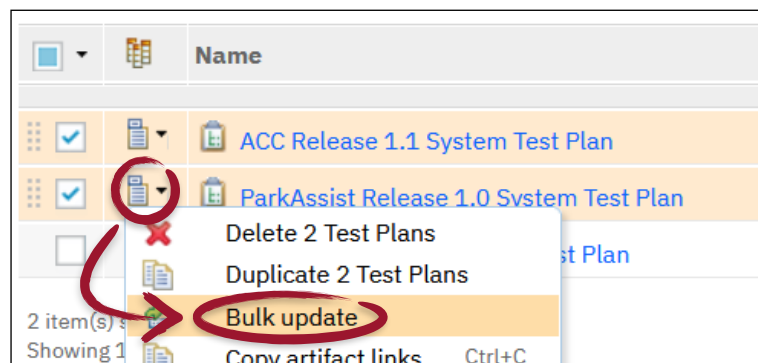 Name
ACC Release 1.1 System Test Plan
ParkAssist Release 1.0 System Test Plan
Delete 2 Test Plans
st Plan
Duplicate 2 Test Plans
2 item(s) s
Bulk update
Showing 1
Copy artifact links Ctrl+C